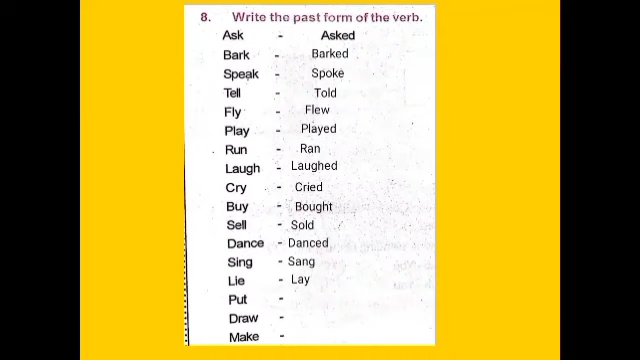 8. Write the past form of the verb.
Ask - Asked
Bark - Barked
Speak - Spoke
Tell - Told
Fly - Flew
Play - Played
Run - Ran
Laugh - Laughed
Cry - Cried
Buy - Bought
Sell - Sold
Dance - Danced
Sing - Sang
Lie - Lay
Put -
Draw -
Make -